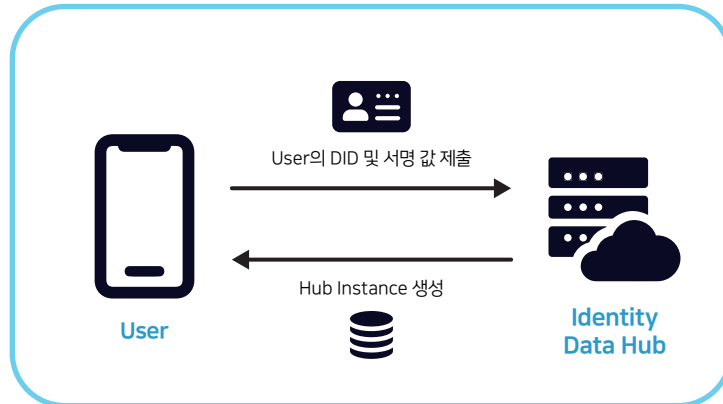 User의 DID 및 서명 값 제출
Hub Instance 생성
User
Identity
Data Hub